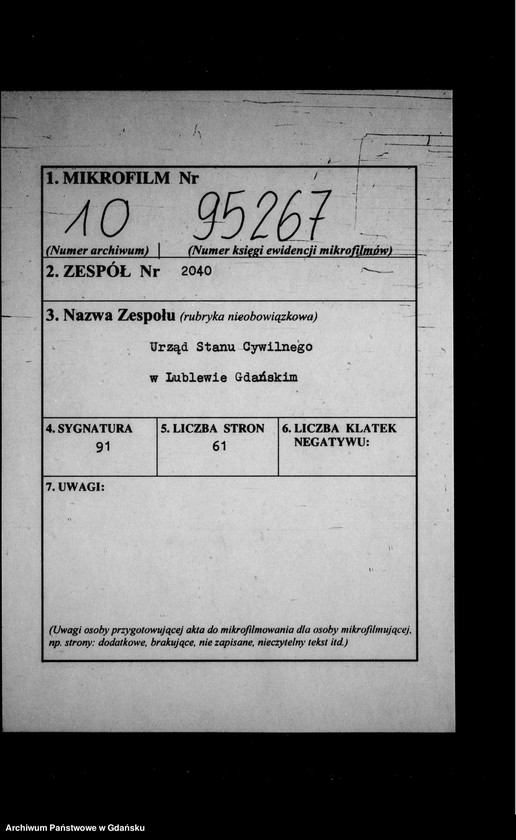 1. MIKROFILM Nr
10 95267
(Numer archiwum) (Numer księgi ewidencji mikrofilmów)
2. ZESPÓŁ Nr 2040
3. Nazwa Zespołu (rubryka nieobowiązkowa)
Urząd Stanu Cywilnego
w Lublewie Gdańskim
4. SYGNATURA 5. LICZBA STRON 6. LICZBA KLATEK
NEGATYWU:
91 61
7. UWAGI:
(Uwagi osoby przygotowującej akta do mikrofilmowania dla osoby mikrofilmującej,
np. strony: dodatkowe, brakujące, nie zapisane, nieczytelny tekst itd.)
Archiwum Państwowe w Gdańsku